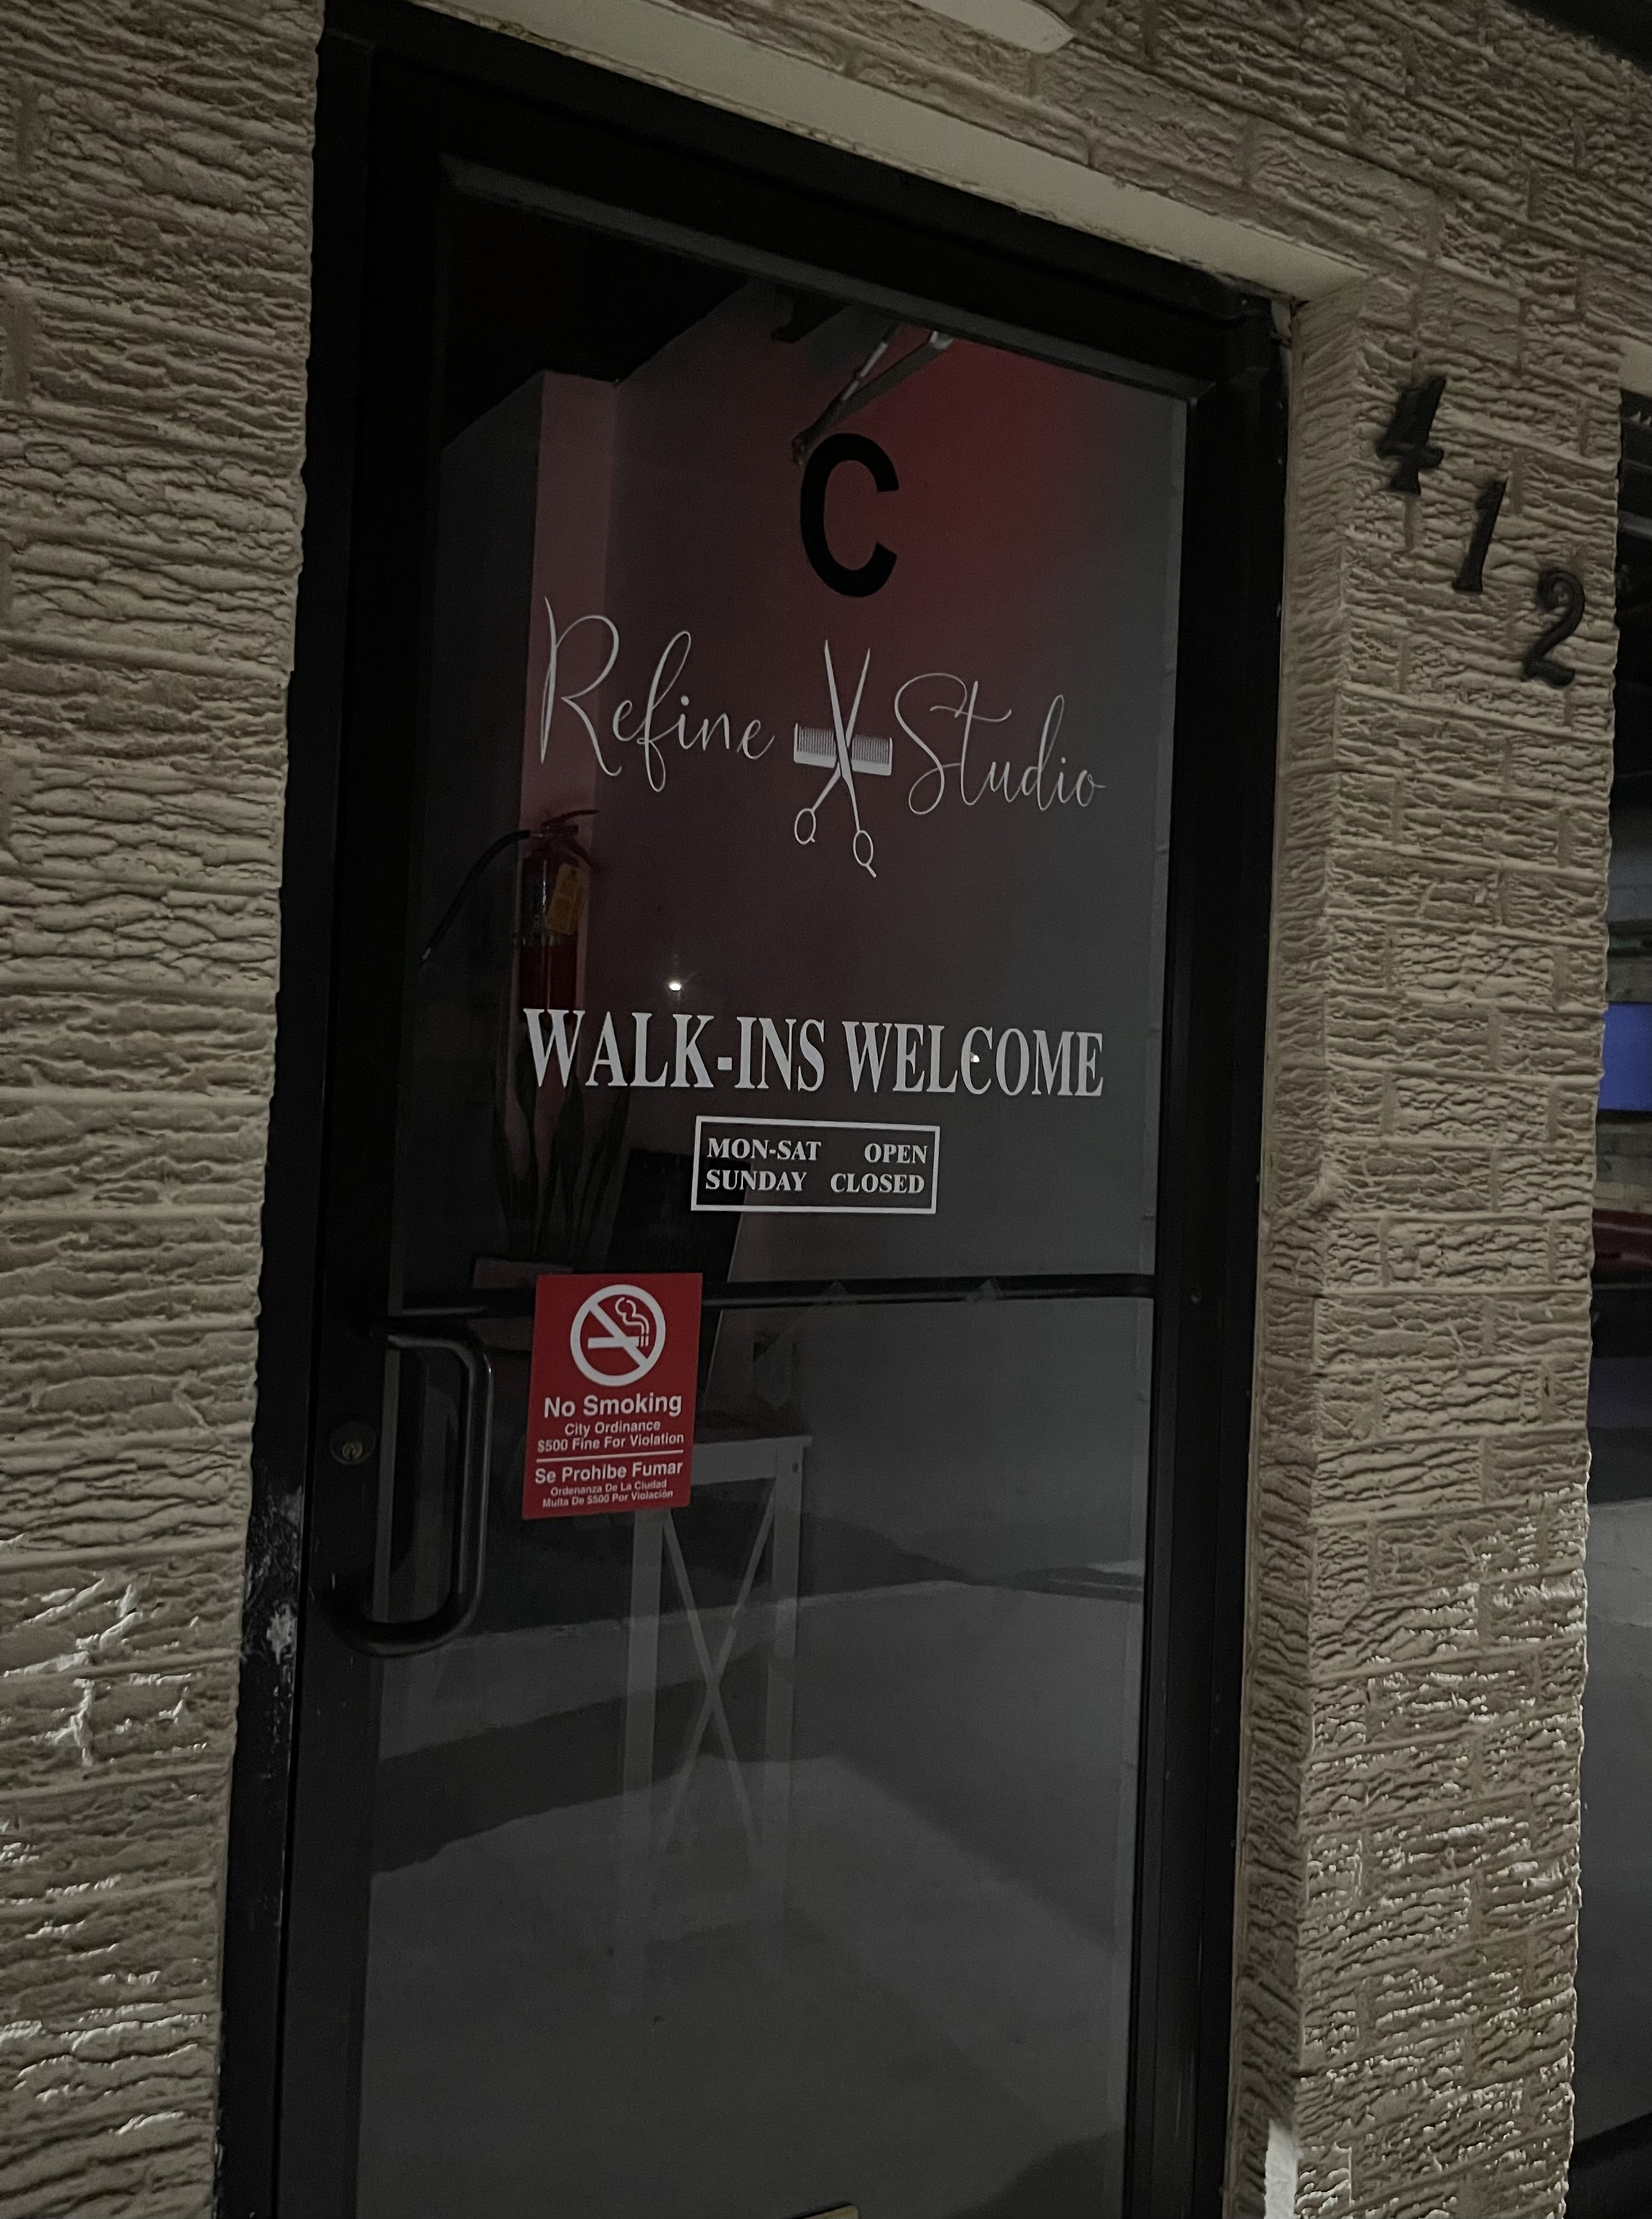 C
412
Refine Studio
WALK-INS WELCOME
MON-SAT OPEN
SUNDAY CLOSED
No Smoking
City Ordinance
$500 Fine For Violation
Se Prohibe Fumar
Ordenanza De La Ciudad
Multa De $500 Por Violación